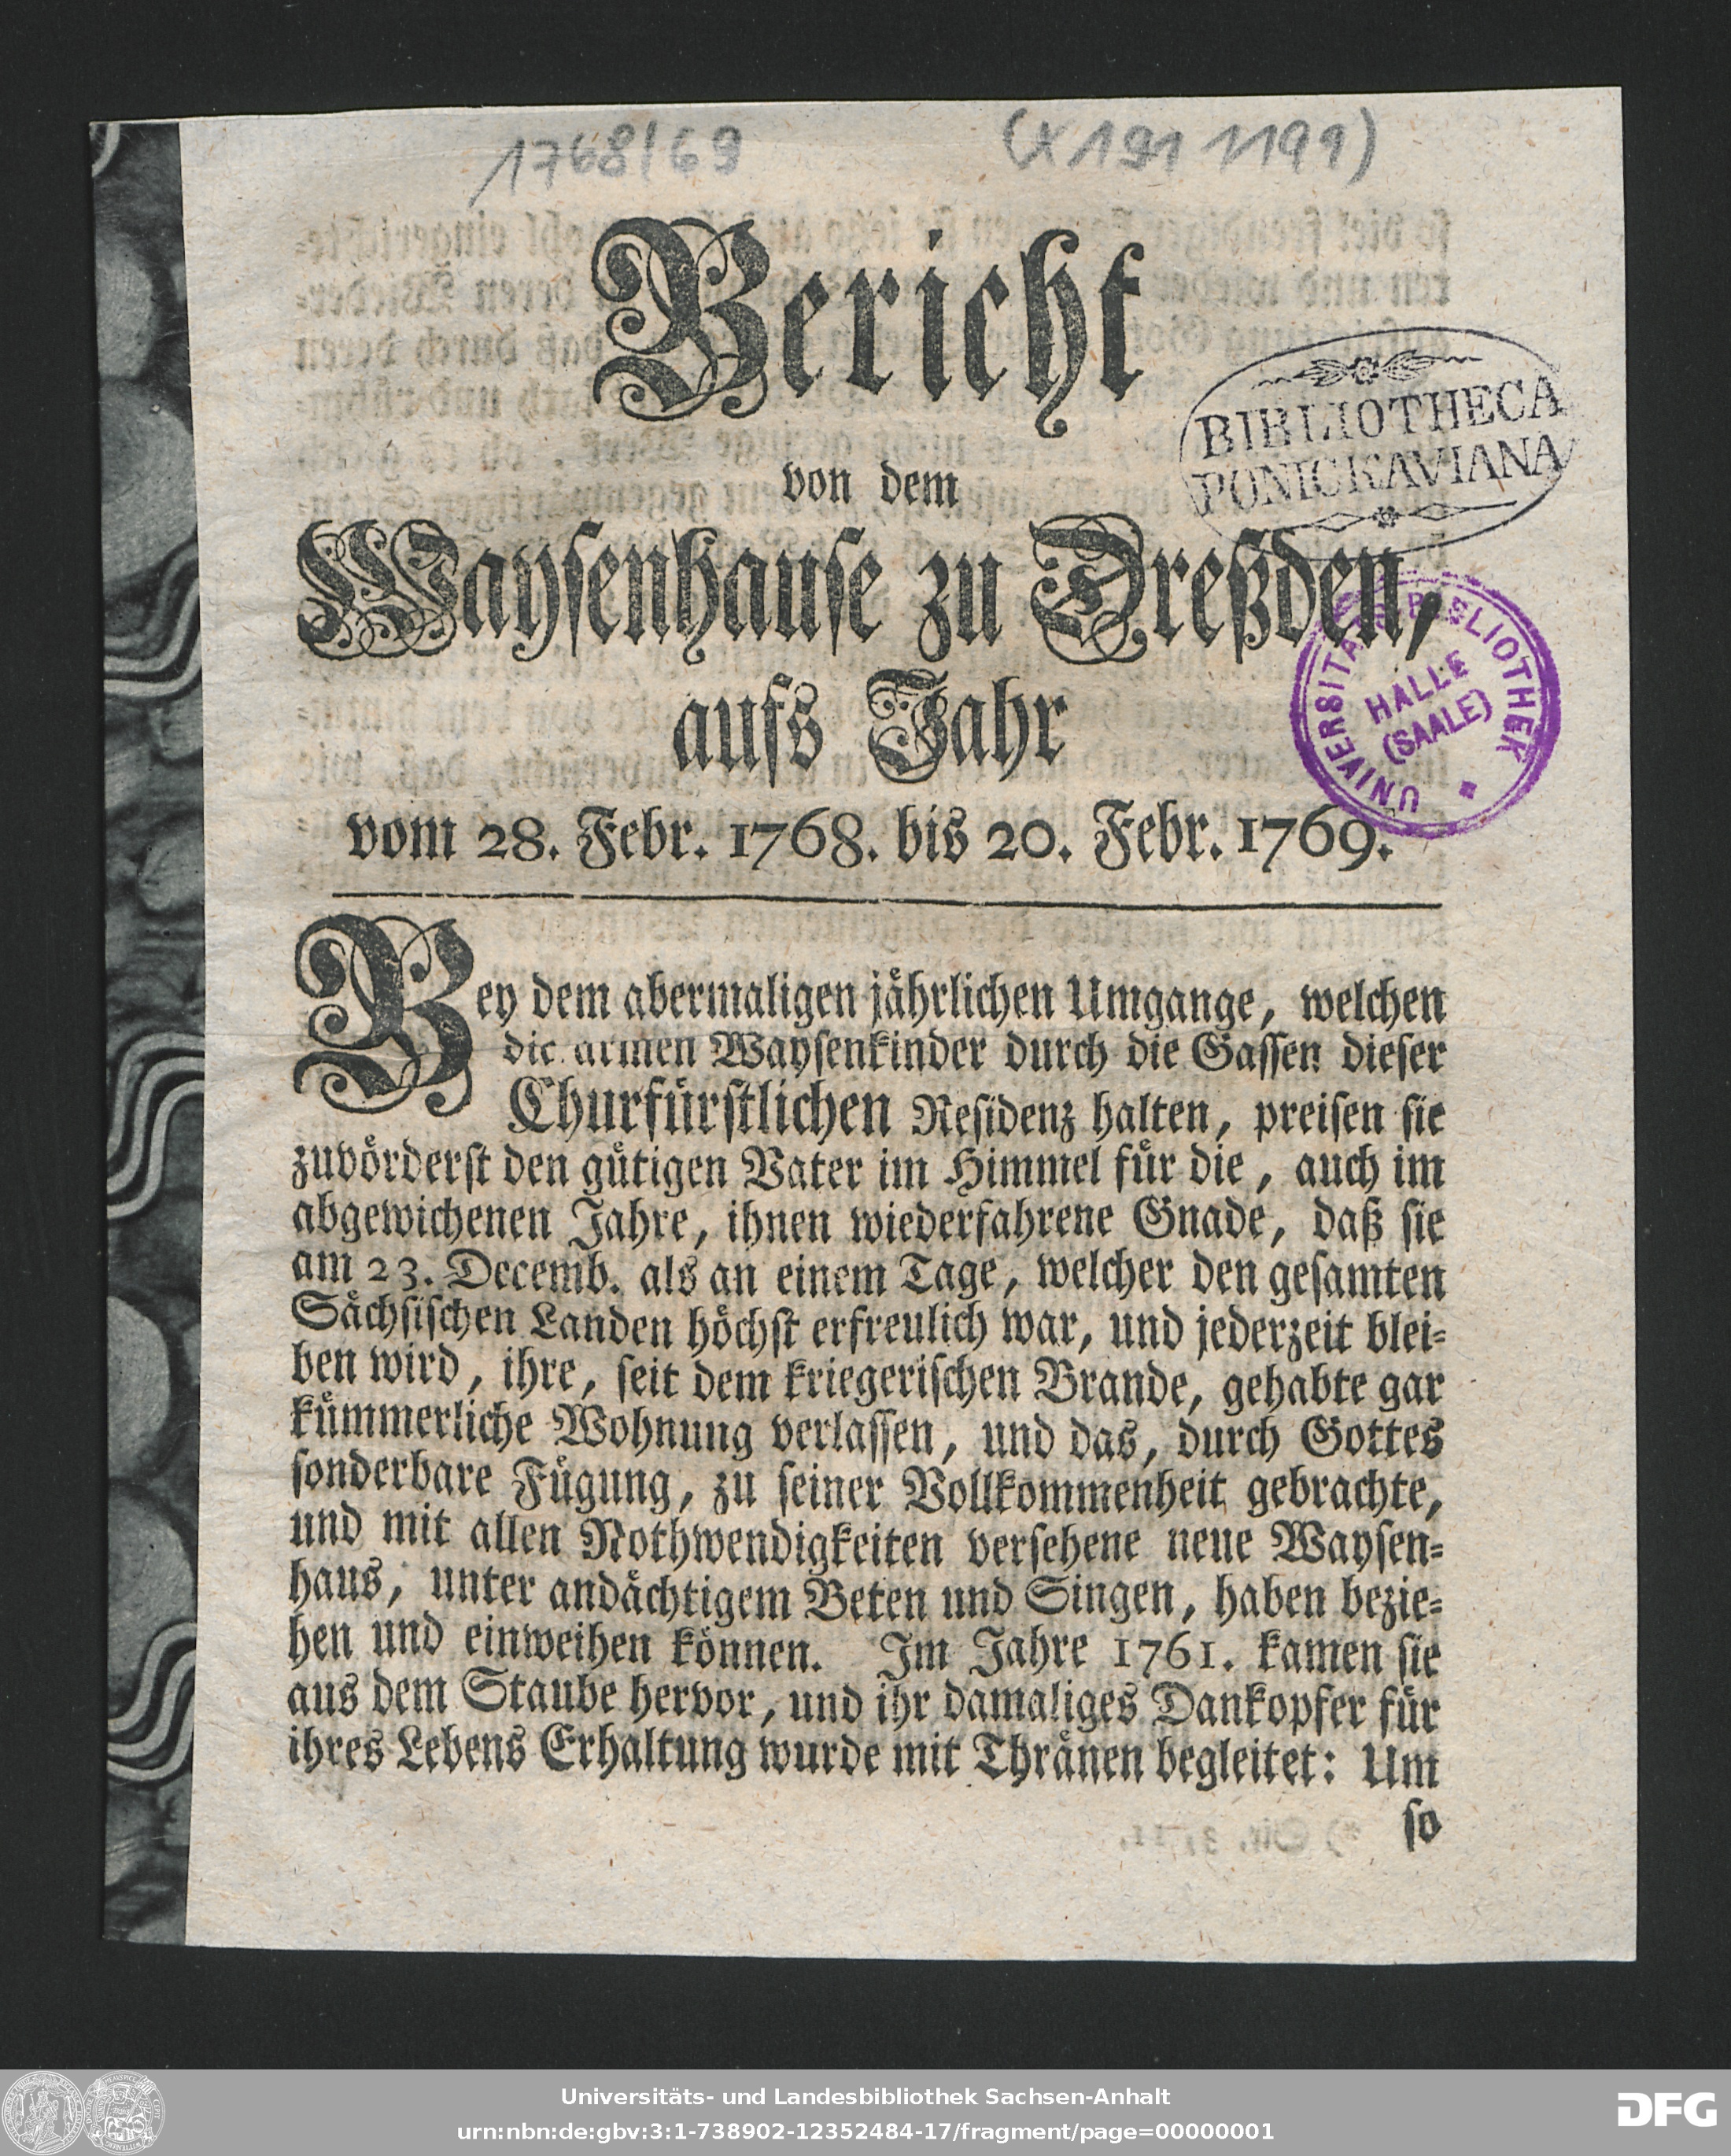 1768/69 (X 191 1199)
Bericht
von dem
Waysenhause zu Dreßden,
aufs Jahr
vom 28. Febr. 1768. bis 20. Febr. 1769.
BIBLIOTHECA
PONICKAVIANA
UNIVERSITÄTSBIBLIOTHEK
HALLE
(SAALE)
Bey dem abermaligen jährlichen Umgange, welchen
die armen Waysenkinder durch die Gassen dieser
Churfürstlichen Residenz halten, preisen sie
zuvörderst den gütigen Vater im Himmel für die, auch im
abgewichenen Jahre, ihnen wiederfahrene Gnade, daß sie
am 23. Decemb. als an einem Tage, welcher den gesamten
Sächsischen Landen höchst erfreulich war, und jederzeit blei-
ben wird, ihre, seit dem kriegerischen Brande, gehabte gar
kümmerliche Wohnung verlassen, und das, durch Gottes
sonderbare Fügung, zu seiner Vollkommenheit gebrachte,
und mit allen Nothwendigkeiten versehene neue Waysen-
haus, unter andächtigem Beten und Singen, haben bezie-
hen und einweihen können. Im Jahre 1761. kamen sie
aus dem Staube hervor, und ihr damaliges Dankopfer für
ihres Lebens Erhaltung wurde mit Thränen begleitet: Um
so
Universitäts- und Landesbibliothek Sachsen-Anhalt
urn:nbn:de:gbv:3:1-738902-12352484-17/fragment/page=00000001
DFG